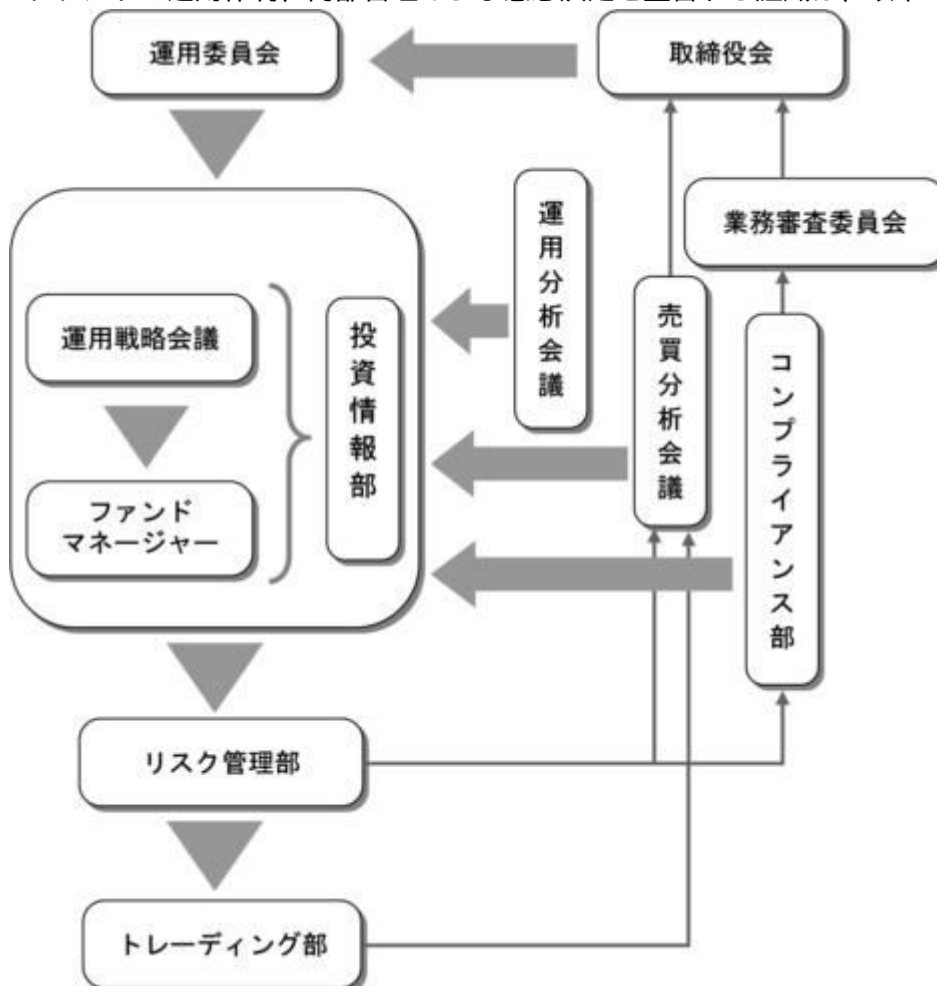 運用委員会
取締役会
業務審査委員会
運用分析会議
売買分析会議
コンプライアンス部
運用戦略会議
投資情報部
ファンド
マネージャー
リスク管理部
トレーディング部